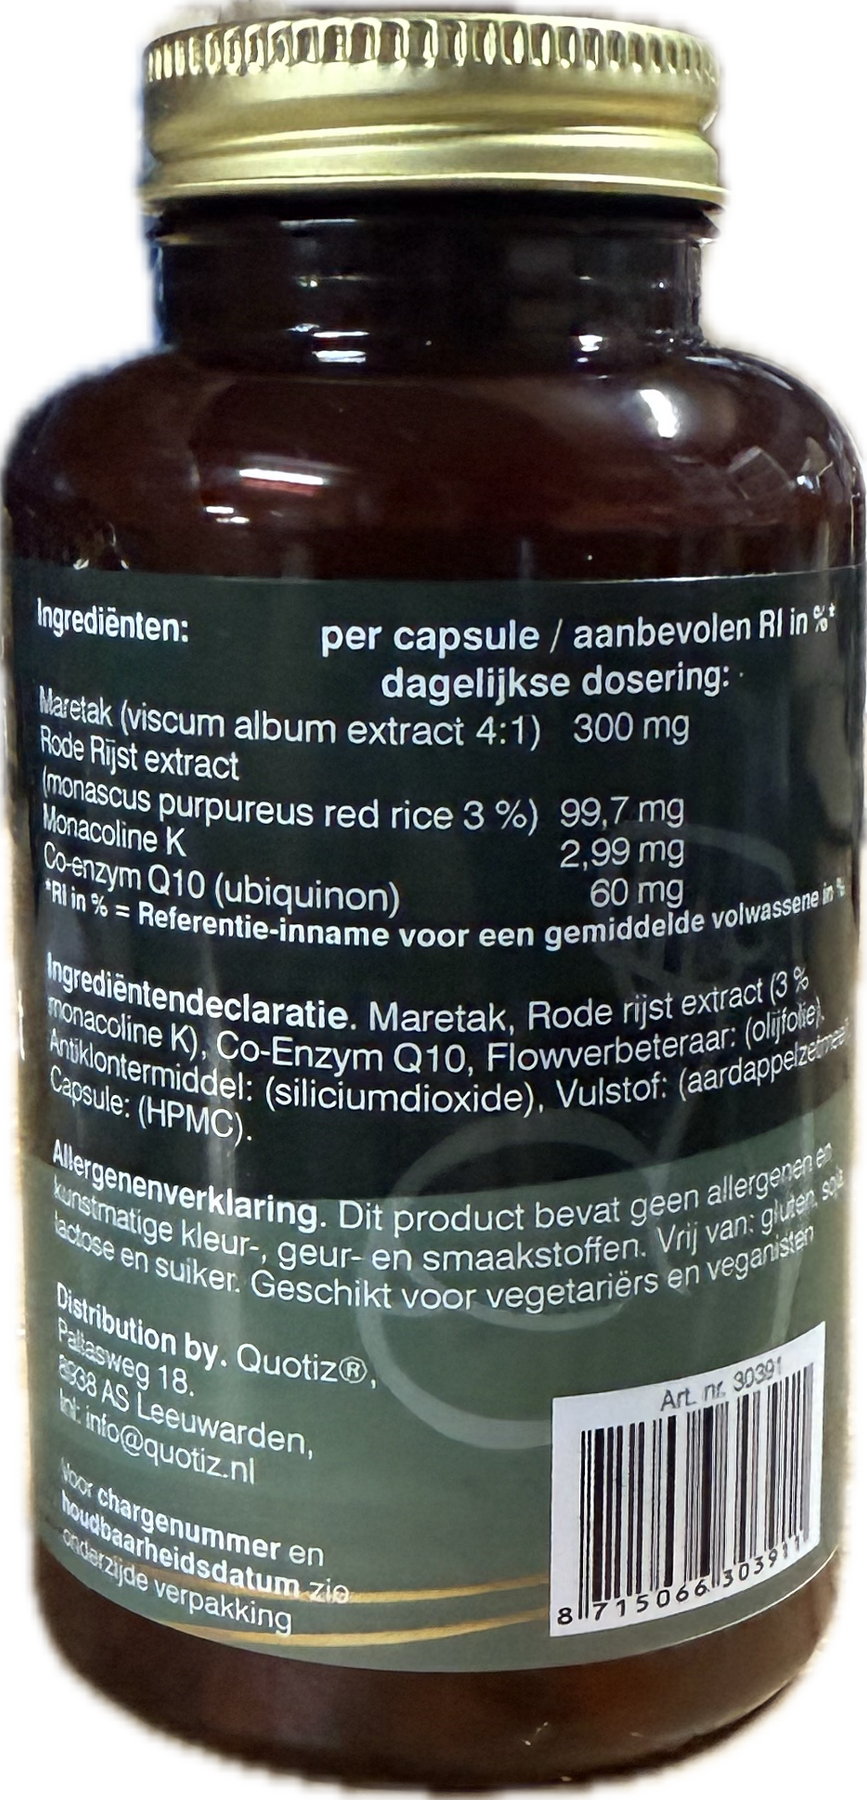 Ingrediënten:
per capsule / aanbevolen RI in %*
dagelijkse dosering:
Maretak (viscum album extract 4:1) 300 mg
Rode Rijst extract
(monascus purpureus red rice 3 %) 99,7 mg
Monacoline K 2,99 mg
Co-enzym Q10 (ubiquinon) 60 mg
*RI in % = Referentie-inname voor een gemiddelde volwassene in %
Ingrediëntendeclaratie. Maretak, Rode rijst extract (3 %
monacoline K), Co-Enzym Q10, Flowverbeteraar: (olijfolie),
Antiklontermiddel: (siliciumdioxide), Vulstof: (aardappelzetmeel)
Capsule: (HPMC).
Allergenenverklaring. Dit product bevat geen allergenen en
kunstmatige kleur-, geur- en smaakstoffen. Vrij van: gluten, soja
lactose en suiker. Geschikt voor vegetariërs en veganisten
Distribution by. Quotiz®,
Paltasweg 18.
8938 AS Leeuwarden,
Int: info@quotiz.nl
Voor chargenummer en
houdbaarheidsdatum zie
onderzijde verpakking
Art. nr. 30391
8 715066 303911